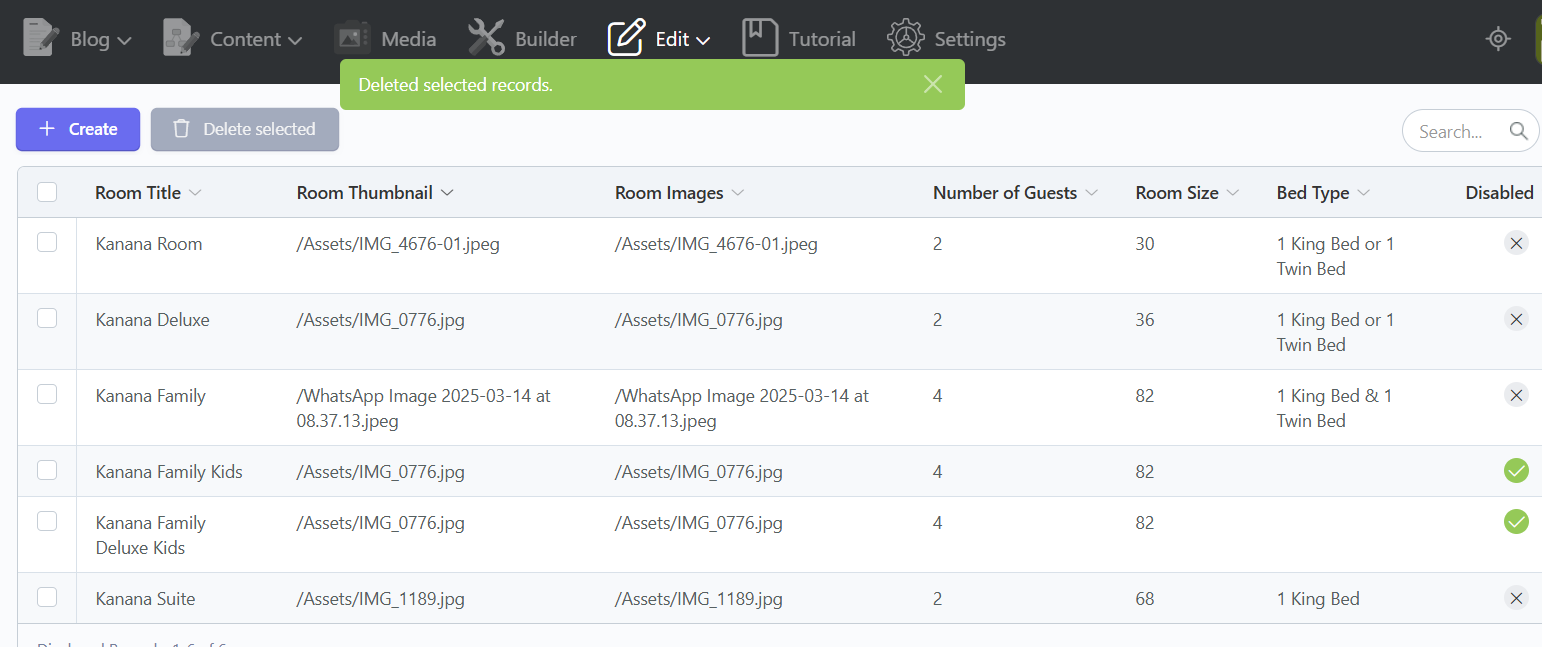 Blog Content Media Builder Edit Tutorial Settings
Deleted selected records.
Create Delete selected Search...
Room Title Room Thumbnail Room Images Number of Guests Room Size Bed Type Disabled
Kanana Room /Assets/IMG_4676-01.jpeg /Assets/IMG_4676-01.jpeg 2 30 1 King Bed or 1
Twin Bed
Kanana Deluxe /Assets/IMG_0776.jpg /Assets/IMG_0776.jpg 2 36 1 King Bed or 1
Twin Bed
Kanana Family /WhatsApp Image 2025-03-14 at /WhatsApp Image 2025-03-14 at 4 82 1 King Bed & 1
08.37.13.jpeg 08.37.13.jpeg Twin Bed
Kanana Family Kids /Assets/IMG_0776.jpg /Assets/IMG_0776.jpg 4 82
Kanana Family /Assets/IMG_0776.jpg /Assets/IMG_0776.jpg 4 82
Deluxe Kids
Kanana Suite /Assets/IMG_1189.jpg /Assets/IMG_1189.jpg 2 68 1 King Bed